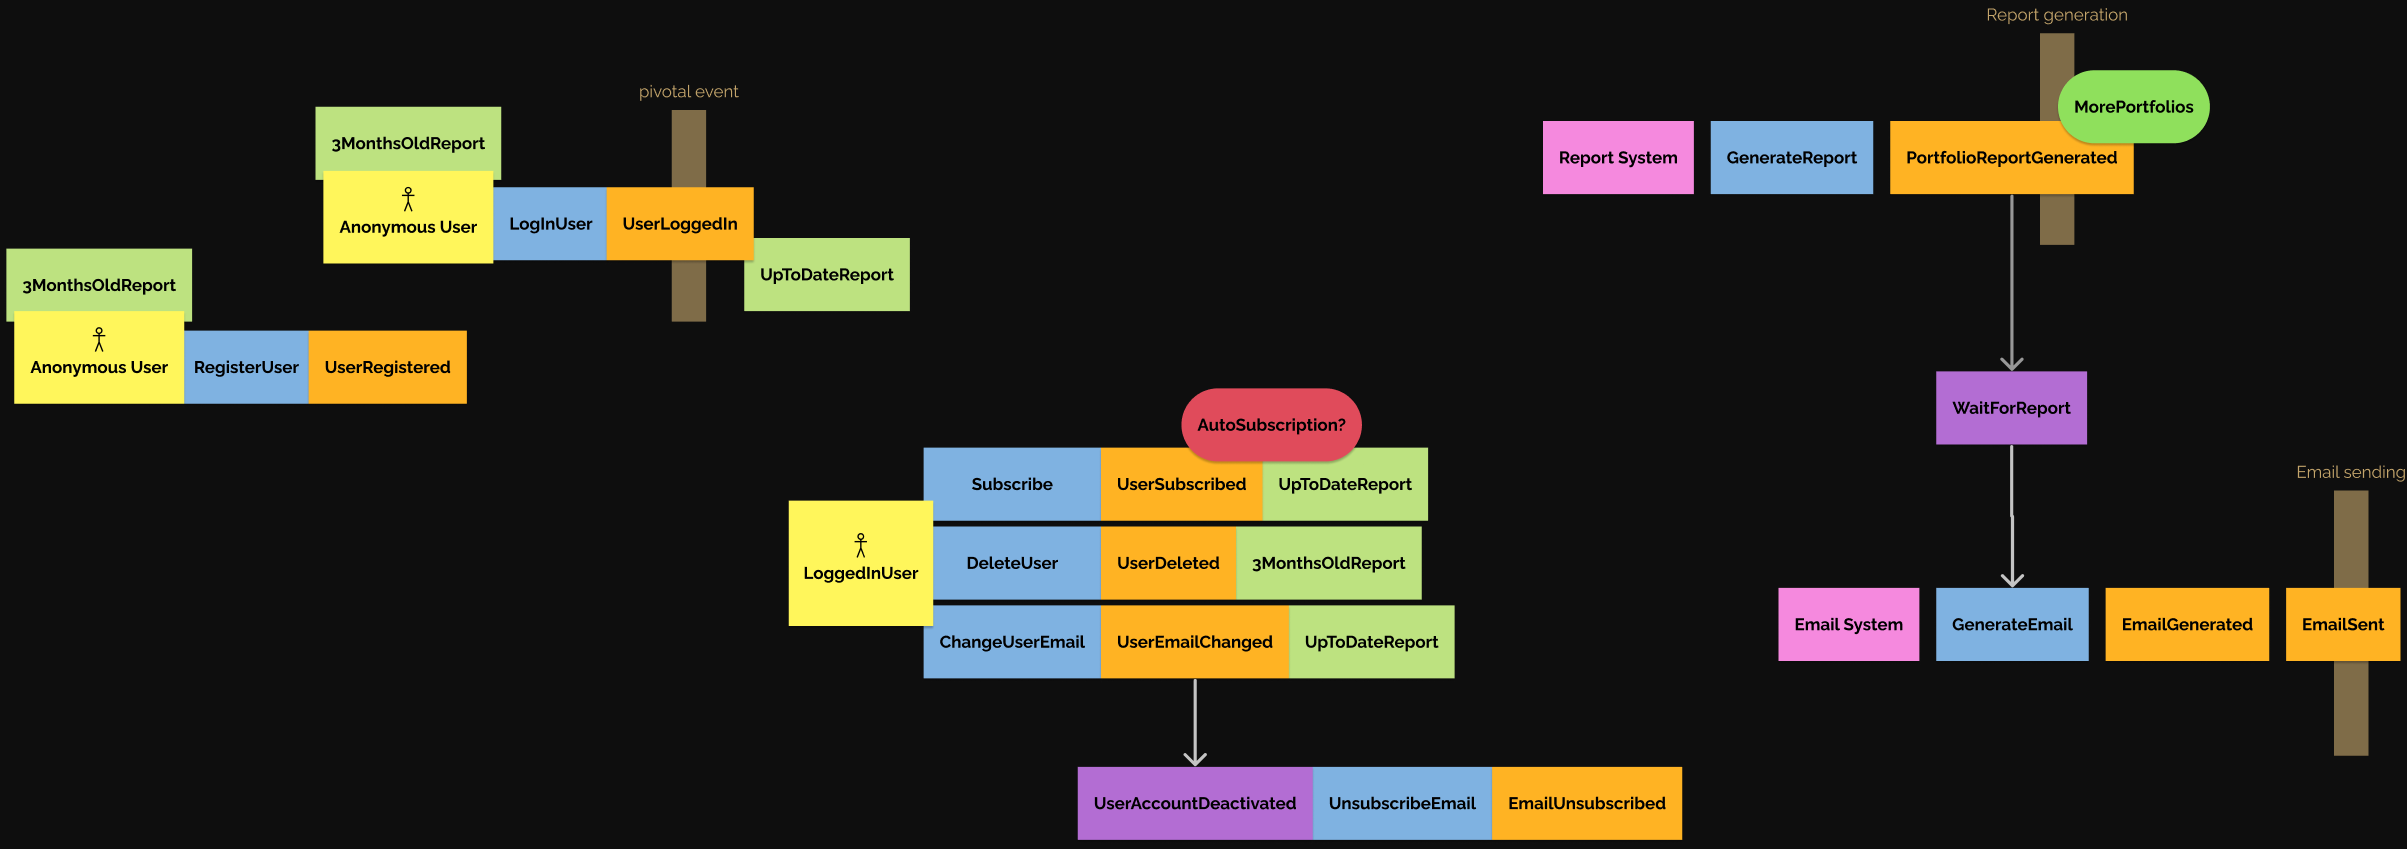 Report generation
pivotal event
MorePortfolios
3MonthsOldReport
Report System
GenerateReport
PortfolioReportGenerated
Anonymous User
LogInUser
UserLoggedIn
UpToDateReport
3MonthsOldReport
Anonymous User
RegisterUser
UserRegistered
WaitForReport
AutoSubscription?
Subscribe
UserSubscribed
UpToDateReport
LoggedInUser
DeleteUser
UserDeleted
3MonthsOldReport
ChangeUserEmail
UserEmailChanged
UpToDateReport
Email sending
Email System
GenerateEmail
EmailGenerated
EmailSent
UserAccountDeactivated
UnsubscribeEmail
EmailUnsubscribed